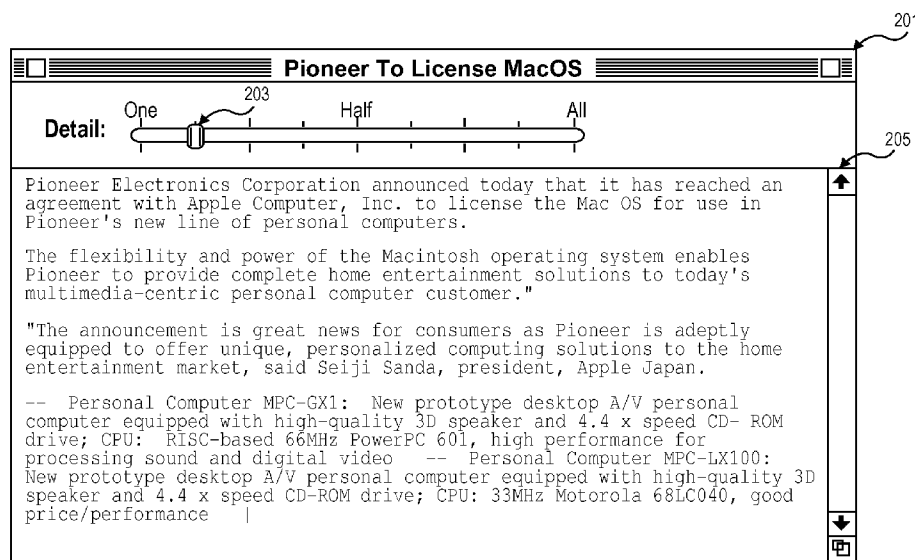 201
Pioneer To License MacOS
203
One Half All
Detail:
205
Pioneer Electronics Corporation announced today that it has reached an
agreement with Apple Computer, Inc. to license the Mac OS for use in
Pioneer's new line of personal computers.
The flexibility and power of the Macintosh operating system enables
Pioneer to provide complete home entertainment solutions to today's
multimedia-centric personal computer customer."
"The announcement is great news for consumers as Pioneer is adeptly
equipped to offer unique, personalized computing solutions to the home
entertainment market, said Seiji Sanda, president, Apple Japan.
-- Personal Computer MPC-GX1: New prototype desktop A/V personal
computer equipped with high-quality 3D speaker and 4.4 x speed CD- ROM
drive; CPU: RISC-based 66MHz PowerPC 601, high performance for
processing sound and digital video -- Personal Computer MPC-LX100:
New prototype desktop A/V personal computer equipped with high-quality 3D
speaker and 4.4 x speed CD-ROM drive; CPU: 33MHz Motorola 68LC040, good
price/performance |